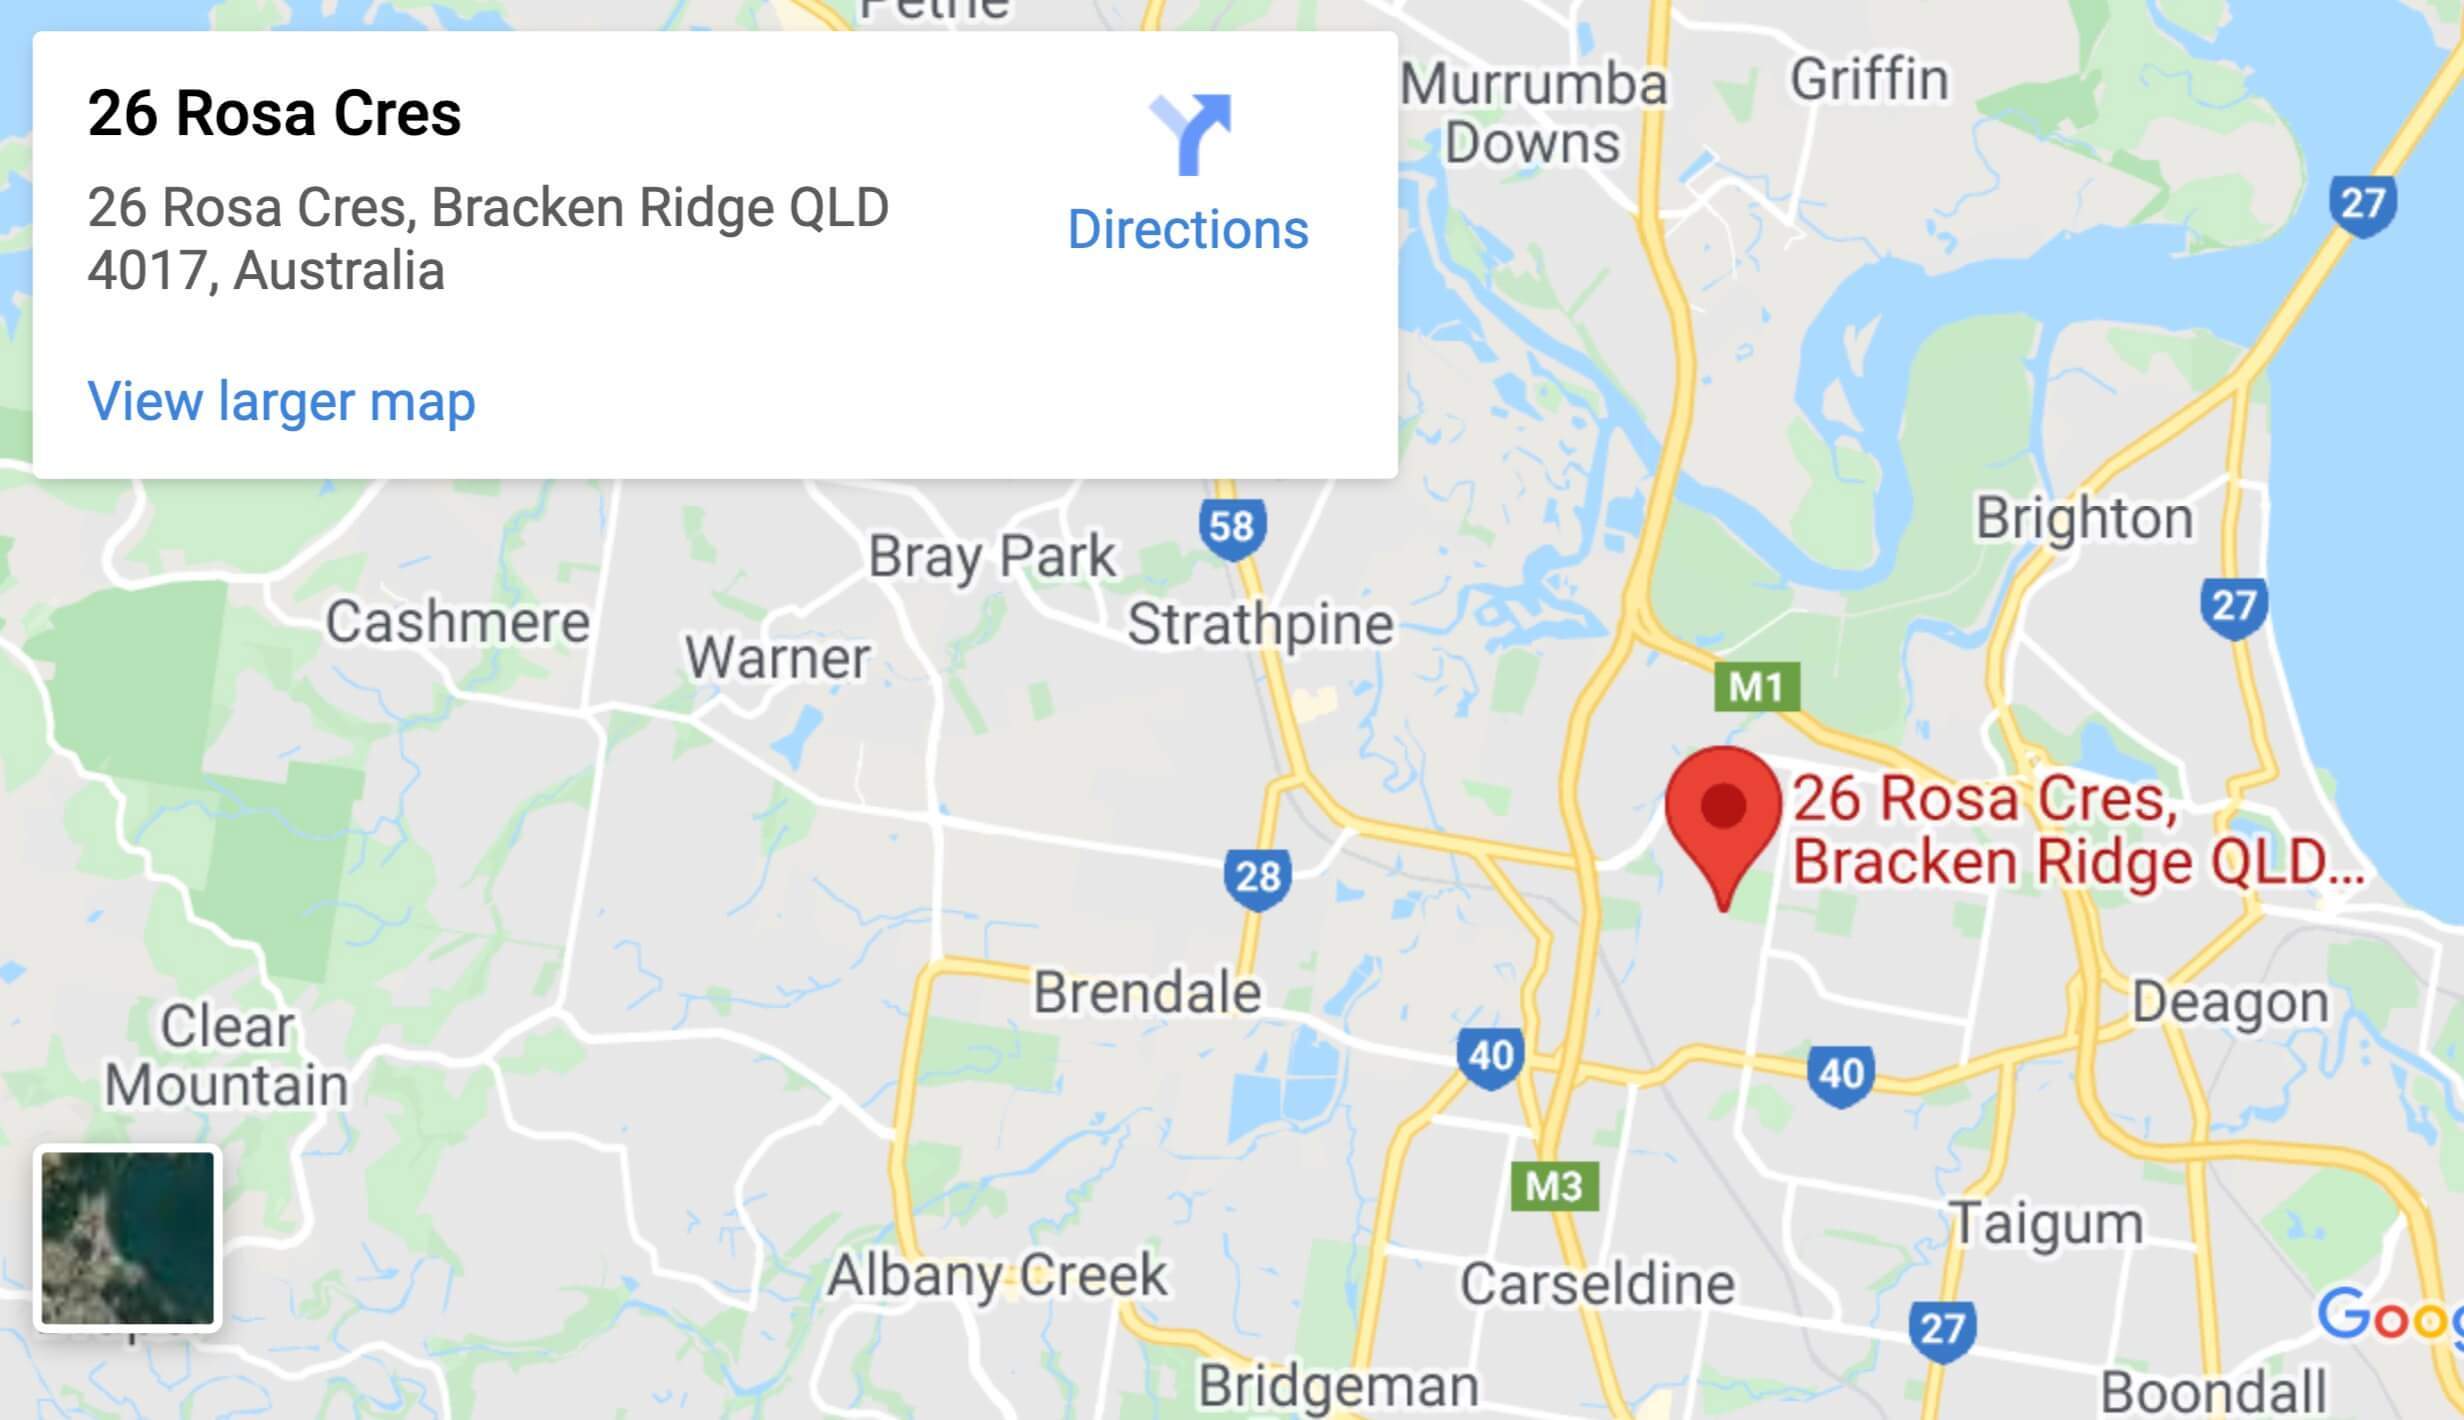 Petrie
26 Rosa Cres
26 Rosa Cres, Bracken Ridge QLD
4017, Australia
Directions
View larger map
Murrumba
Downs
Griffin
27
58
Bray Park
Brighton
Cashmere
Warner
Strathpine
27
M1
26 Rosa Cres,
Bracken Ridge QLD...
28
Brendale
Deagon
Clear
Mountain
40
40
M3
Taigum
Albany Creek
Carseldine
27
Goog
Bridgeman
Boondall